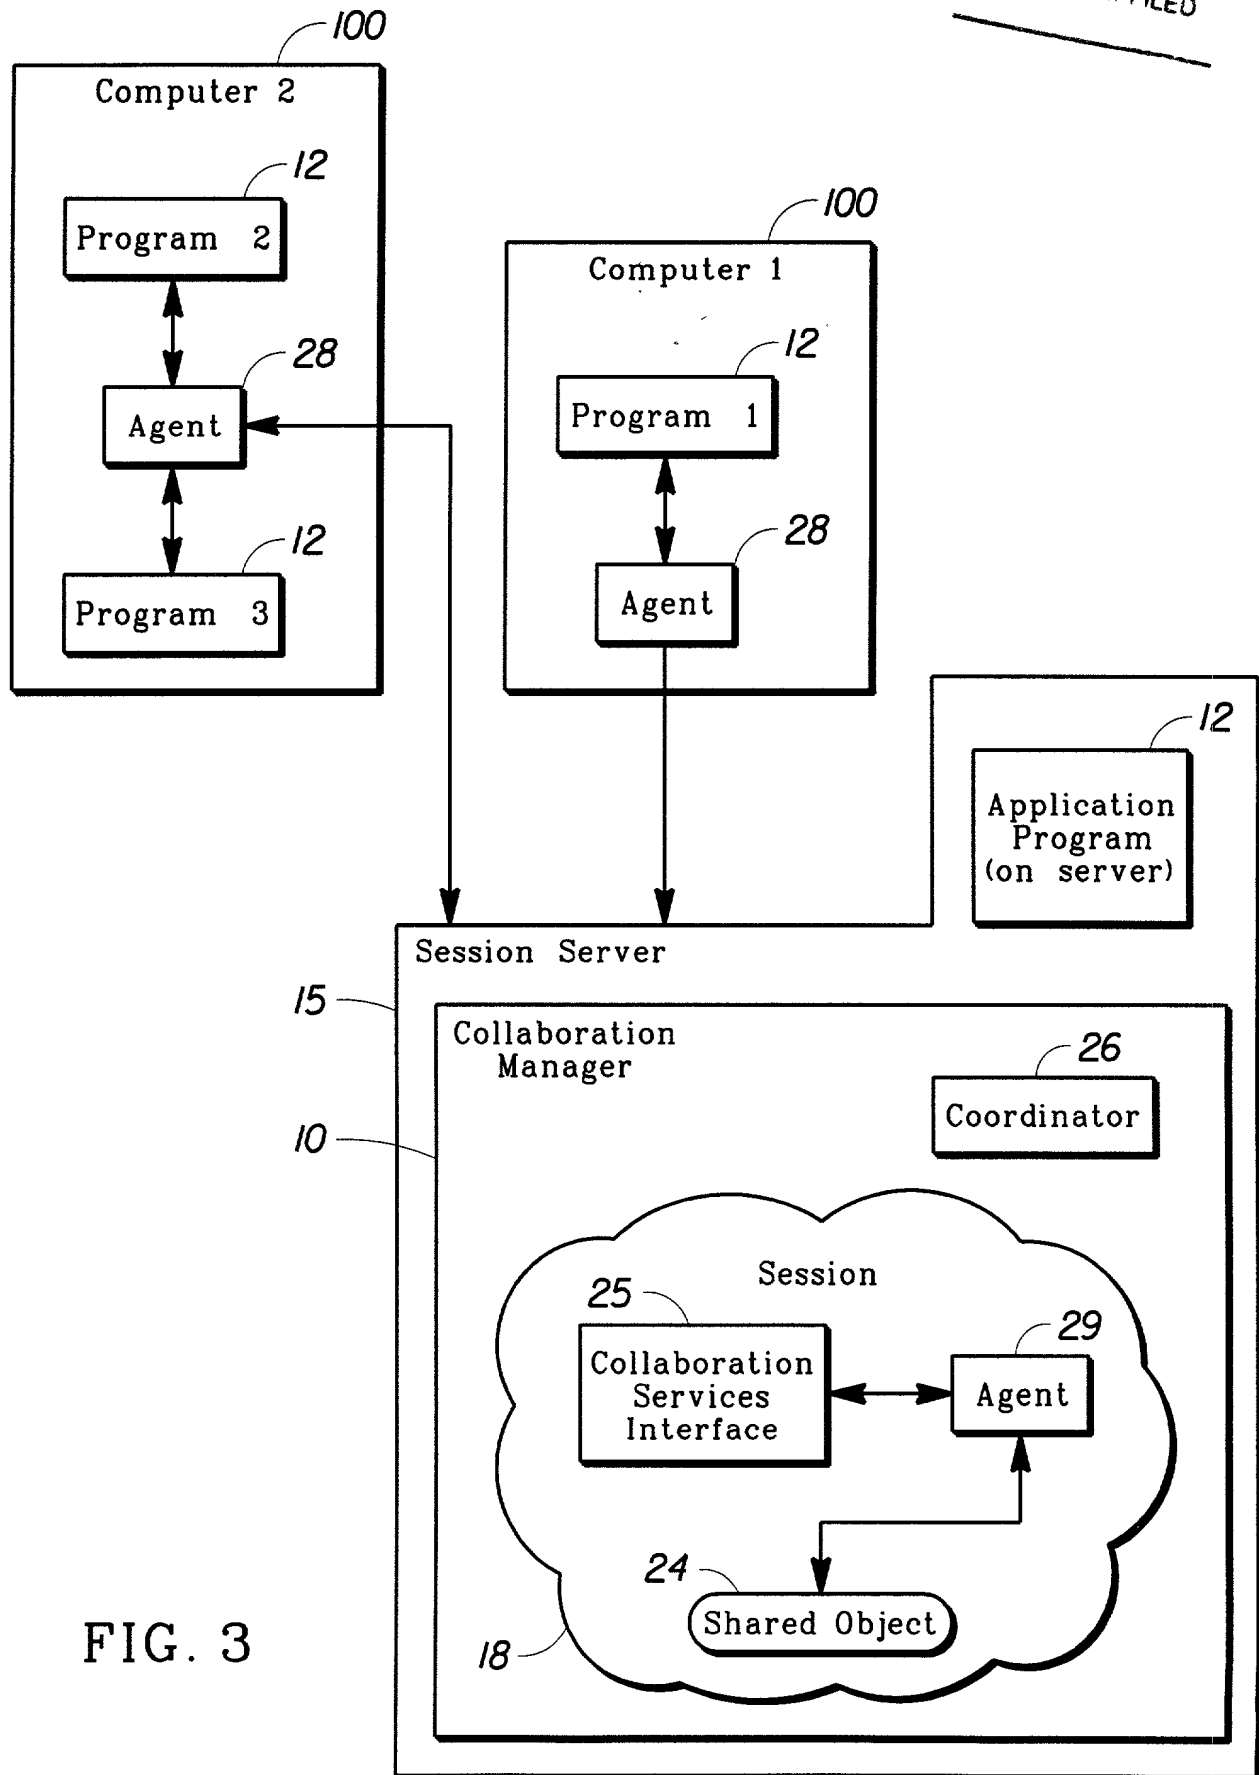 100
Computer 2
12
Program 2
100
Computer 1
28
12
Agent
Program 1
12
28
Program 3
Agent
12
Application
Program
(on server)
Session Server
15
Collaboration
Manager
26
Coordinator
10
Session
25
29
Collaboration
Services
Interface
Agent
24
Shared Object
18
FIG. 3